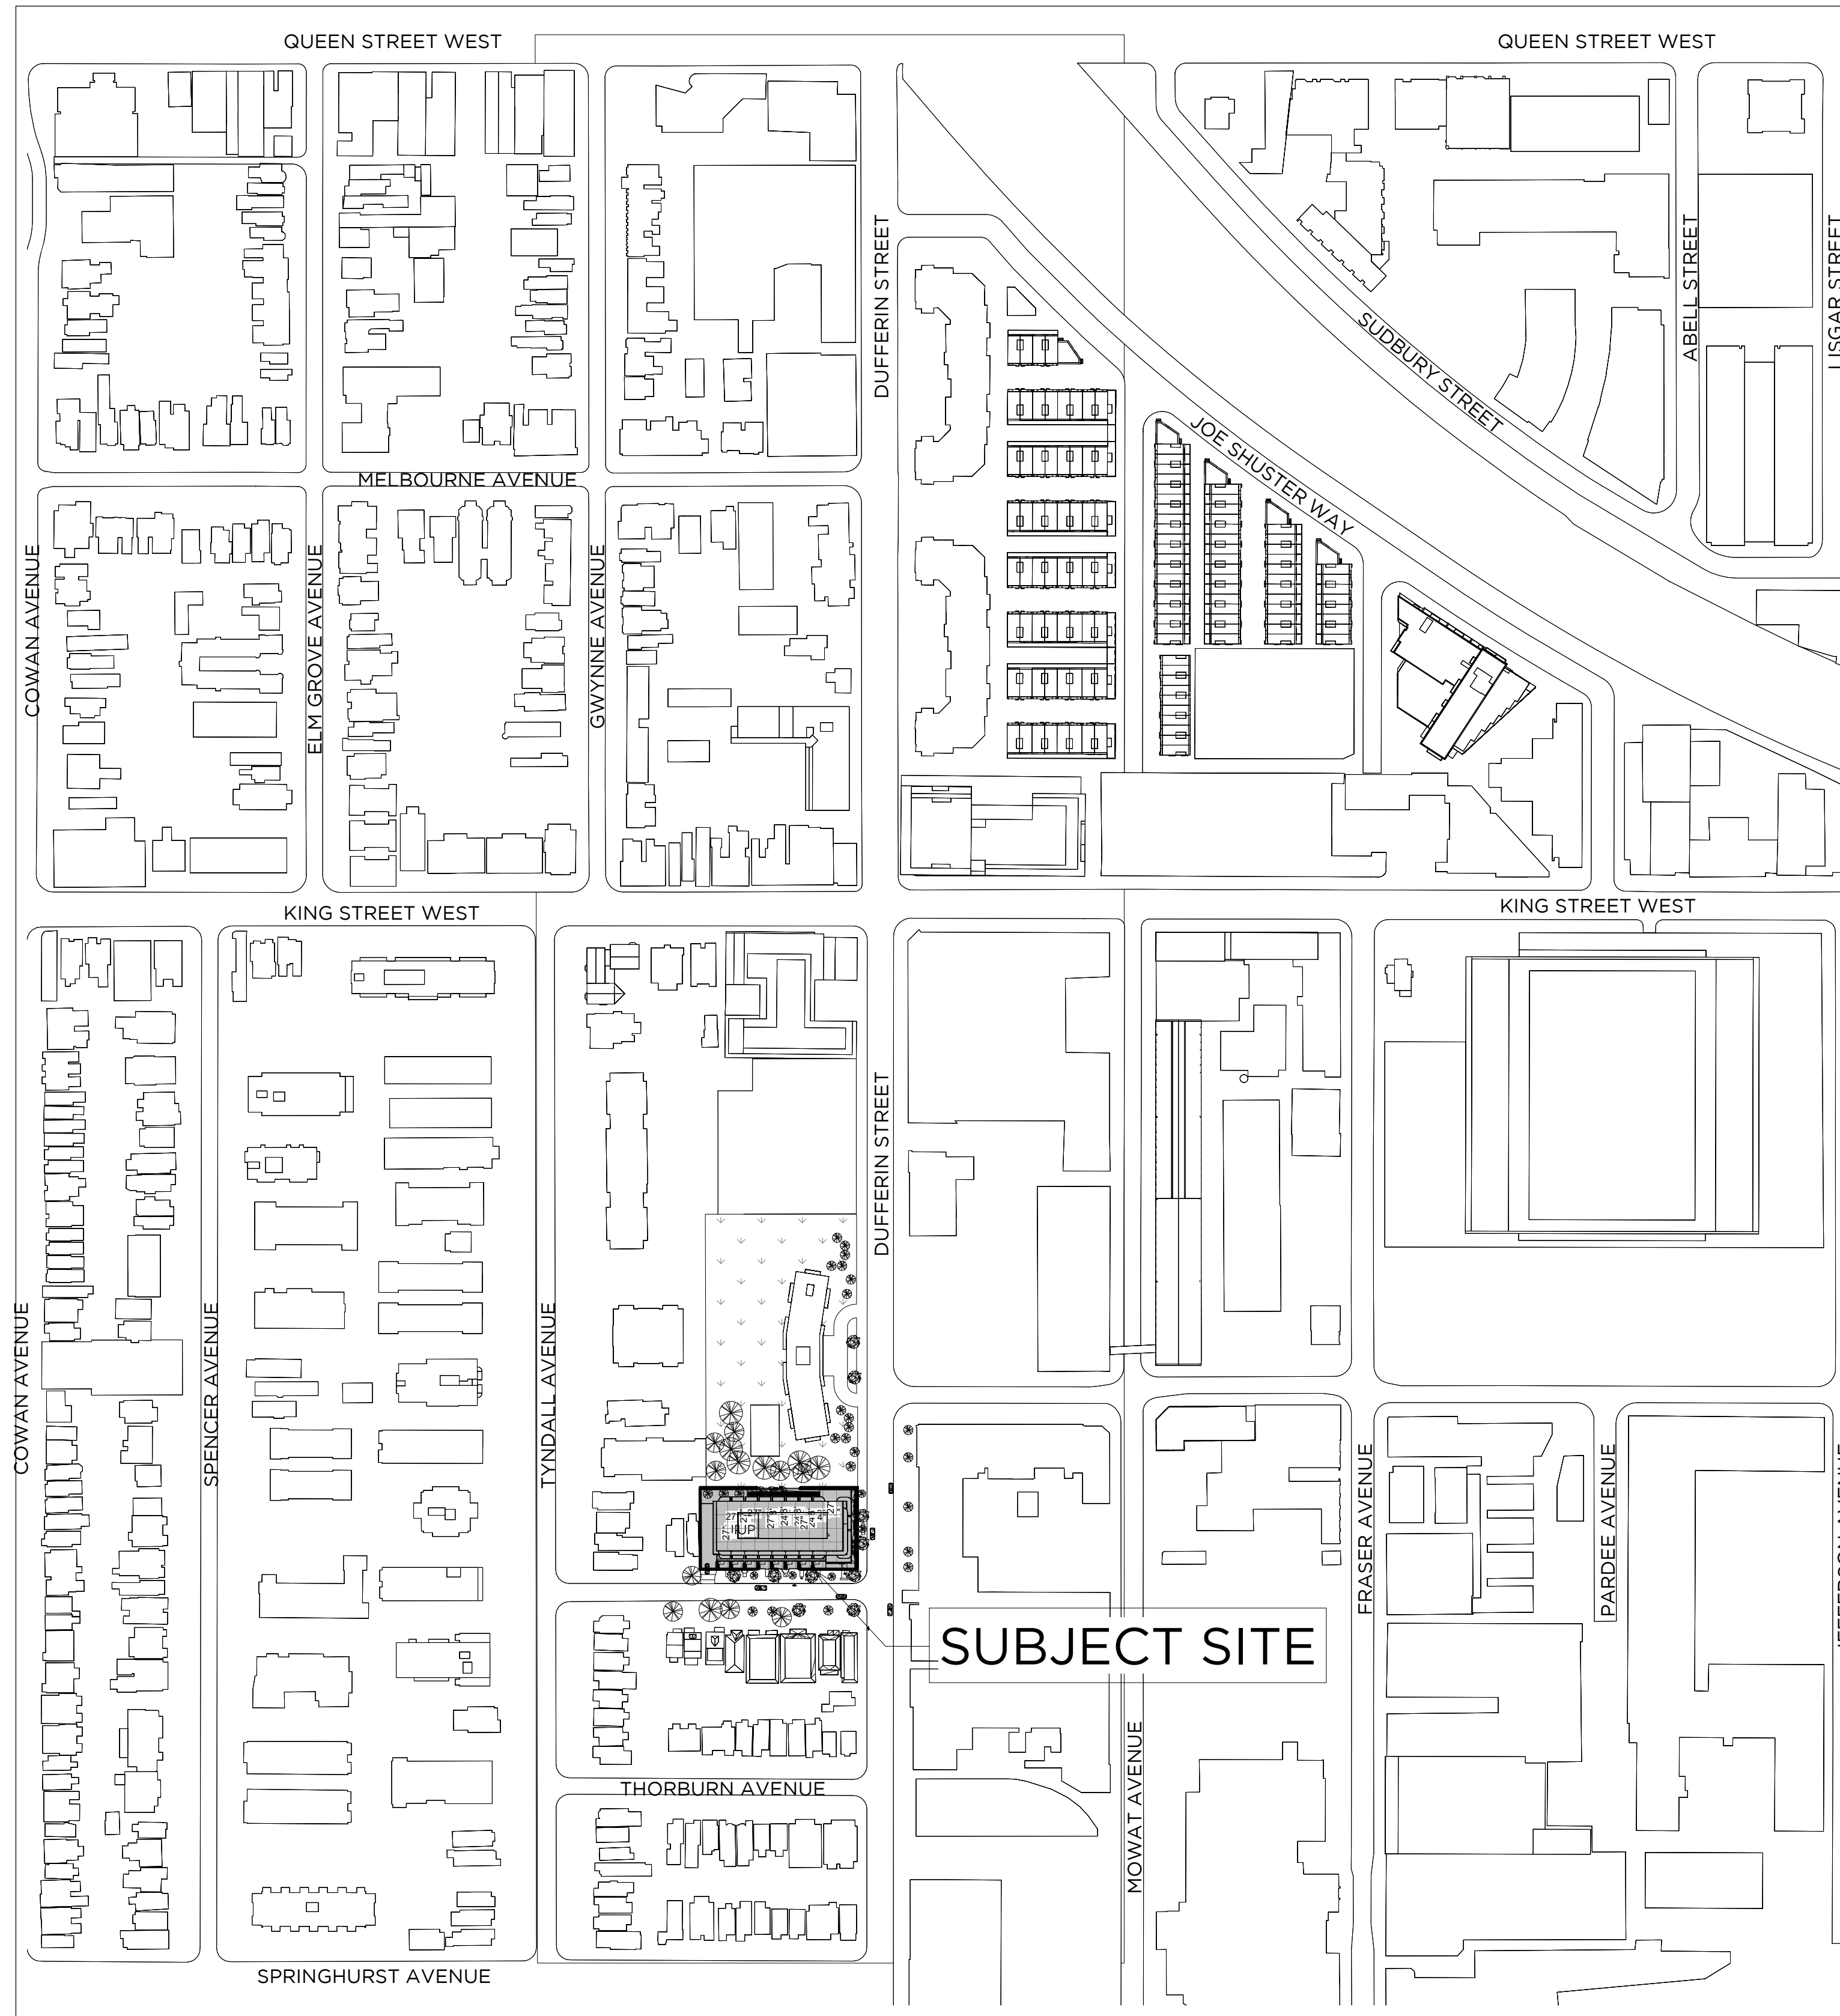 QUEEN STREET WEST
QUEEN STREET WEST
DUFFERIN STREET
ABELL STREET
LISGAR STREET
SUDBURY STREET
JOE SHUSTER WAY
MELBOURNE AVENUE
COWAN AVENUE
ELM GROVE AVENUE
GWYNNE AVENUE
KING STREET WEST
KING STREET WEST
DUFFERIN STREET
COWAN AVENUE
SPENCER AVENUE
TYNDALL AVENUE
FRASER AVENUE
PARDEE AVENUE
JEFFERSON AVENUE
SUBJECT SITE
MOWAT AVENUE
THORBURN AVENUE
SPRINGHURST AVENUE